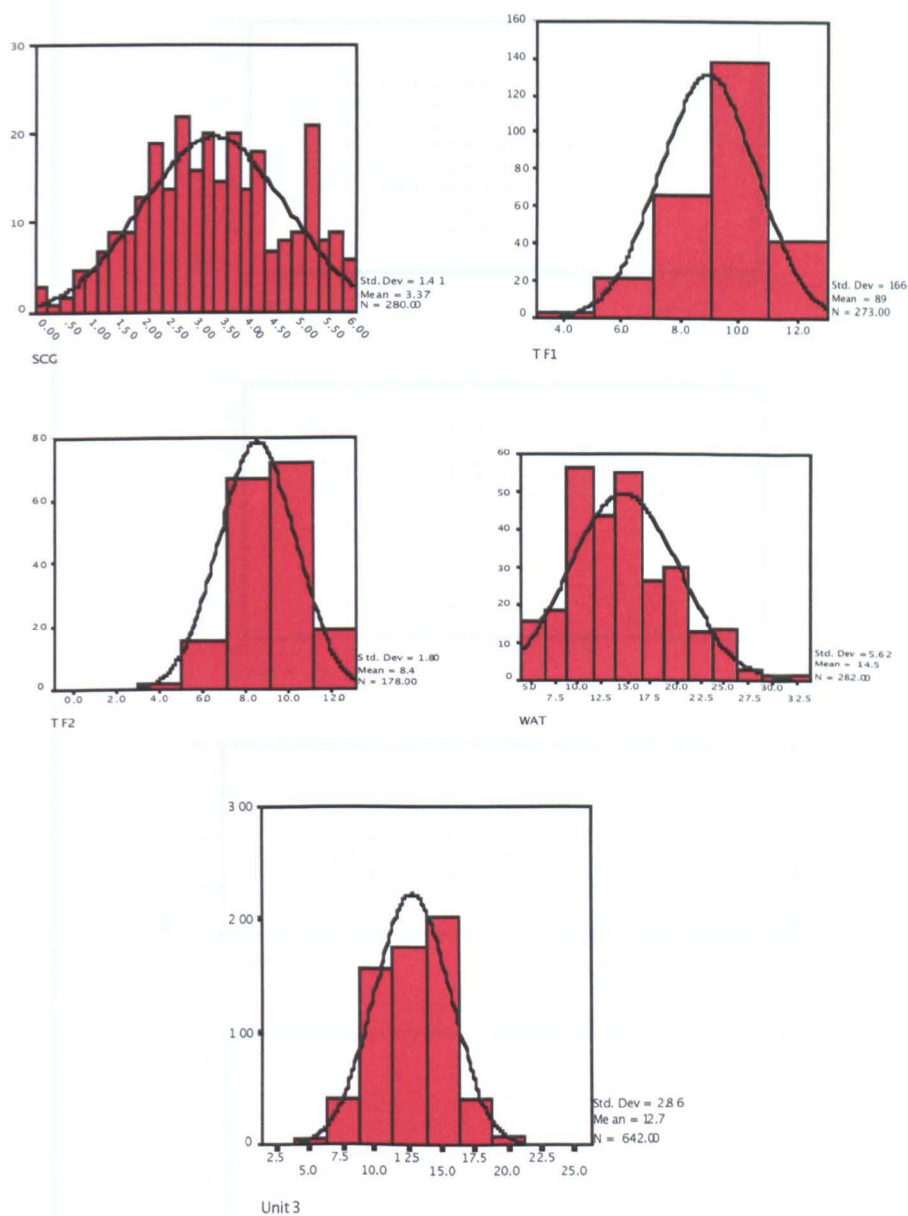 30
20
10
0
0.00 .50 1.00 1.50 2.00 2.50 3.00 3.50 4.00 4.50 5.00 5.50 6.00
Std. Dev = 1.4 1
Mean = 3.37
N = 280.00
SCG
160
140
120
100
80
60
40
20
0
4.0 6.0 8.0 100 12.0
Std. Dev = 166
Mean = 89
N = 273.00
T F1
80
60
40
20
0
0.0 2.0 4.0 6.0 8.0 10.0 12.0
S td. Dev = 1.80
Mean = 8.4
N = 178.00
T F2
60
50
40
30
20
10
0
5.0 10.0 15.0 20.0 25.0 30.0
7.5 12.5 17.5 22.5 27.5 32.5
Std. Dev = 5.62
Mean = 14.5
N = 282.00
WAT
3 00
2 00
1 00
0
2.5 7.5 125 17.5 22.5
5.0 10.0 15.0 20.0 25.0
Std. Dev = 2.8 6
Me an = 12.7
N = 642.00
Unit 3